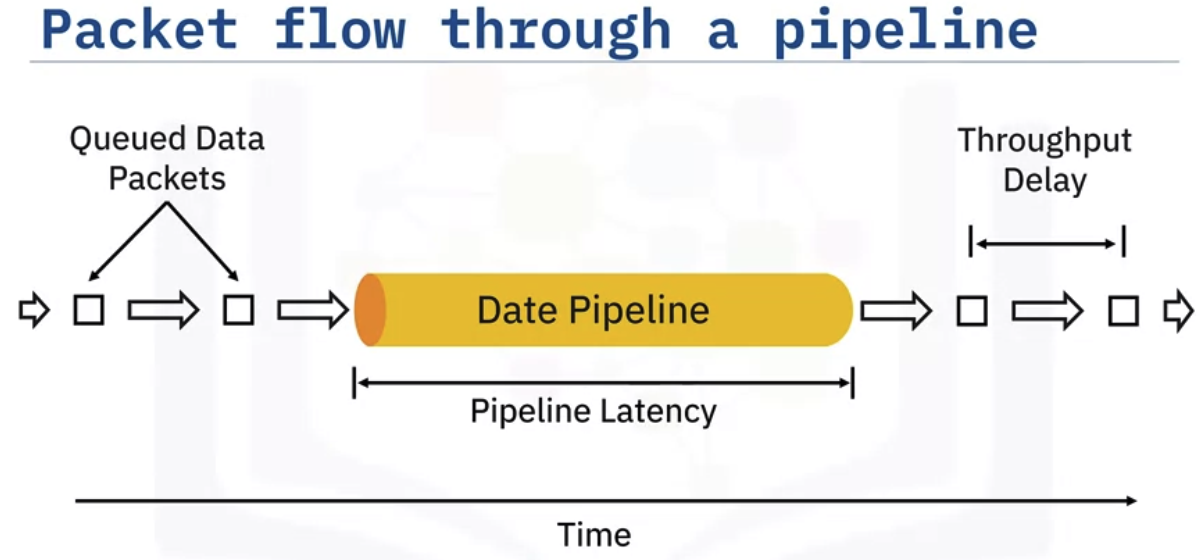 Packet flow through a pipeline
Queued Data
Packets
Throughput
Delay
Date Pipeline
Pipeline Latency
Time